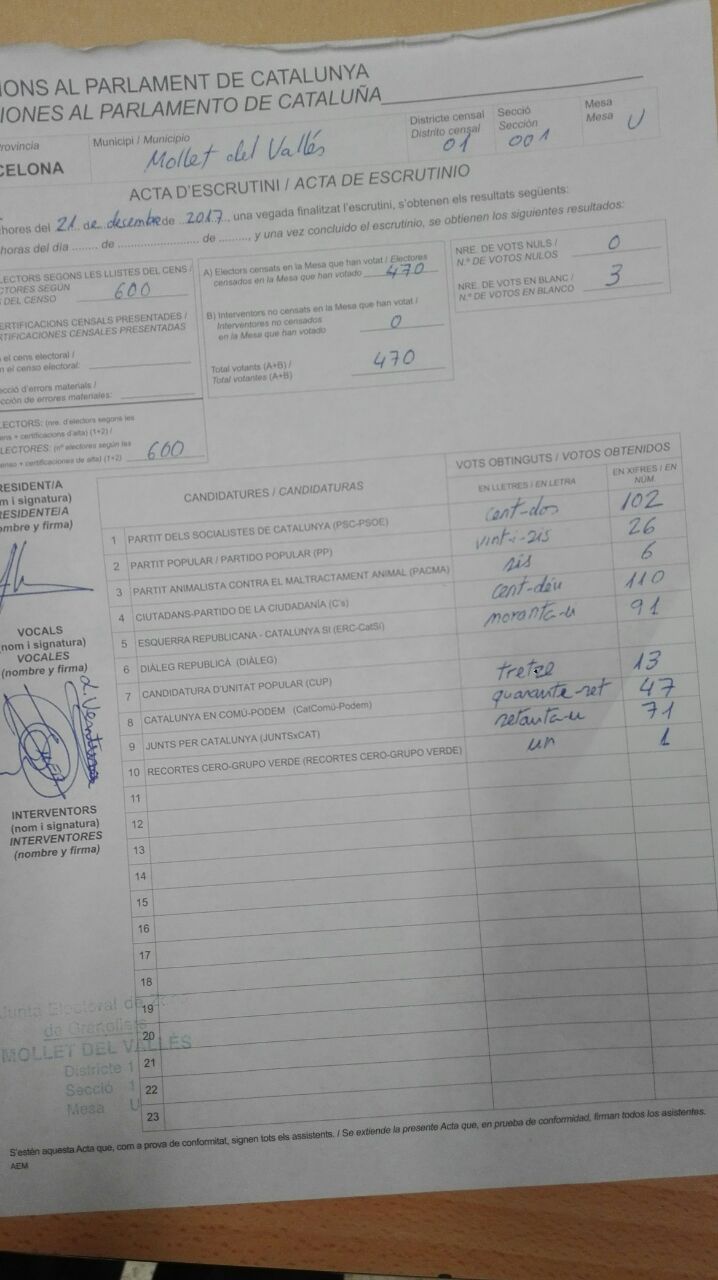 IONS AL PARLAMENT DE CATALUNYA
IONES AL PARLAMENTO DE CATALUÑA
rovincia
CELONA
Municipi / Municipio
Mollet del Vallés
Districte censal
Distrito censal
01
Secció
Sección
001
Mesa
Mesa
U
ACTA D'ESCRUTINI / ACTA DE ESCRUTINIO
hores del 21 de desembre de 2017, una vegada finalitzat l'escrutini, s'obtenen els resultats següents:
horas del día ........ de ........................ de ........., y una vez concluido el escrutinio, se obtienen los siguientes resultados:
LECTORS SEGONS LES LLISTES DEL CENS /
CTORES SEGÚN
DEL CENSO
600
ERTIFICACIONS CENSALS PRESENTADES /
RTIFICACIONES CENSALES PRESENTADAS
n el cens electoral /
n el censo electoral:
cció d'errors materials /
cción de errores materiales:
LECTORS: (nre. d'electors segons les
ens + certificacions d'alta) (1+2) /
LECTORES: (nº electores según las
enso + certificaciones de alta) (1+2)
600
A) Electors censats en la Mesa que han votat / Electores
censados en la Mesa que han votado
470
B) Interventors no censats en la Mesa que han votat /
Interventores no censados
en la Mesa que han votado
0
Total votants (A+B) /
Total votantes (A+B)
470
NRE. DE VOTS NULS /
N.º DE VOTOS NULOS
0
NRE. DE VOTS EN BLANC /
N.º DE VOTOS EN BLANCO
3
CANDIDATURES / CANDIDATURAS
VOTS OBTINGUTS / VOTOS OBTENIDOS
EN LLETRES / EN LETRA
EN XIFRES / EN NÚM.
1 PARTIT DELS SOCIALISTES DE CATALUNYA (PSC-PSOE) cent-dos 102
2 PARTIT POPULAR / PARTIDO POPULAR (PP) vint-i-sis 26
3 PARTIT ANIMALISTA CONTRA EL MALTRACTAMENT ANIMAL (PACMA) sis 6
4 CIUTADANS-PARTIDO DE LA CIUDADANÍA (C's) cent-déu 110
5 ESQUERRA REPUBLICANA - CATALUNYA SI (ERC-CatSí) noranta-u 91
6 DIÀLEG REPUBLICÀ (DIÀLEG)
7 CANDIDATURA D'UNITAT POPULAR (CUP) tretze 13
8 CATALUNYA EN COMÚ-PODEM (CatComú-Podem) quaranta-set 47
9 JUNTS PER CATALUNYA (JUNTSxCAT) setanta-u 71
10 RECORTES CERO-GRUPO VERDE (RECORTES CERO-GRUPO VERDE) un 1
11
12
13
14
15
16
17
18
19
20
21
22
23
RESIDENT/A
m i signatura)
RESIDENTE/A
ombre y firma)
VOCALS
(nom i signatura)
VOCALES
(nombre y firma)
INTERVENTORS
(nom i signatura)
INTERVENTORES
(nombre y firma)
Junta Electoral de Zona
de Granollers
MOLLET DEL VALLÈS
Districte 1
Secció 1
Mesa U
S'estén aquesta Acta que, com a prova de conformitat, signen tots els assistents. / Se extiende la presente Acta que, en prueba de conformidad, firman todos los asistentes.
AEM